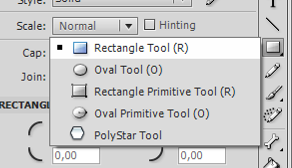 Style: Solid
Scale: Normal Hinting
Rectangle Tool (R)
Cap:
Oval Tool (O)
Join:
Rectangle Primitive Tool (R)
RECTANGLE
Oval Primitive Tool (O)
PolyStar Tool
0,00 0,00